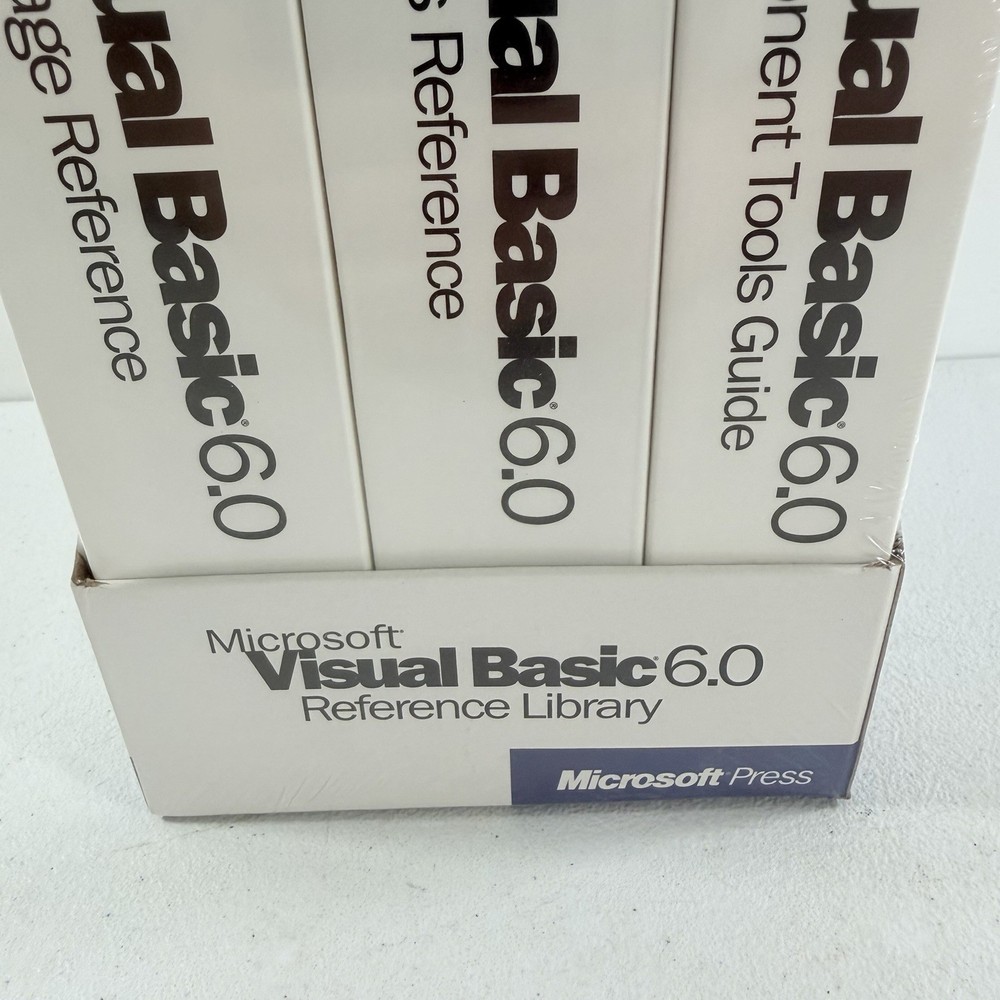 ual Basic® 6.0
age Reference
ual Basic® 6.0
s Reference
ual Basic® 6.0
nent Tools Guide
Microsoft®
Visual Basic® 6.0
Reference Library
Microsoft® Press